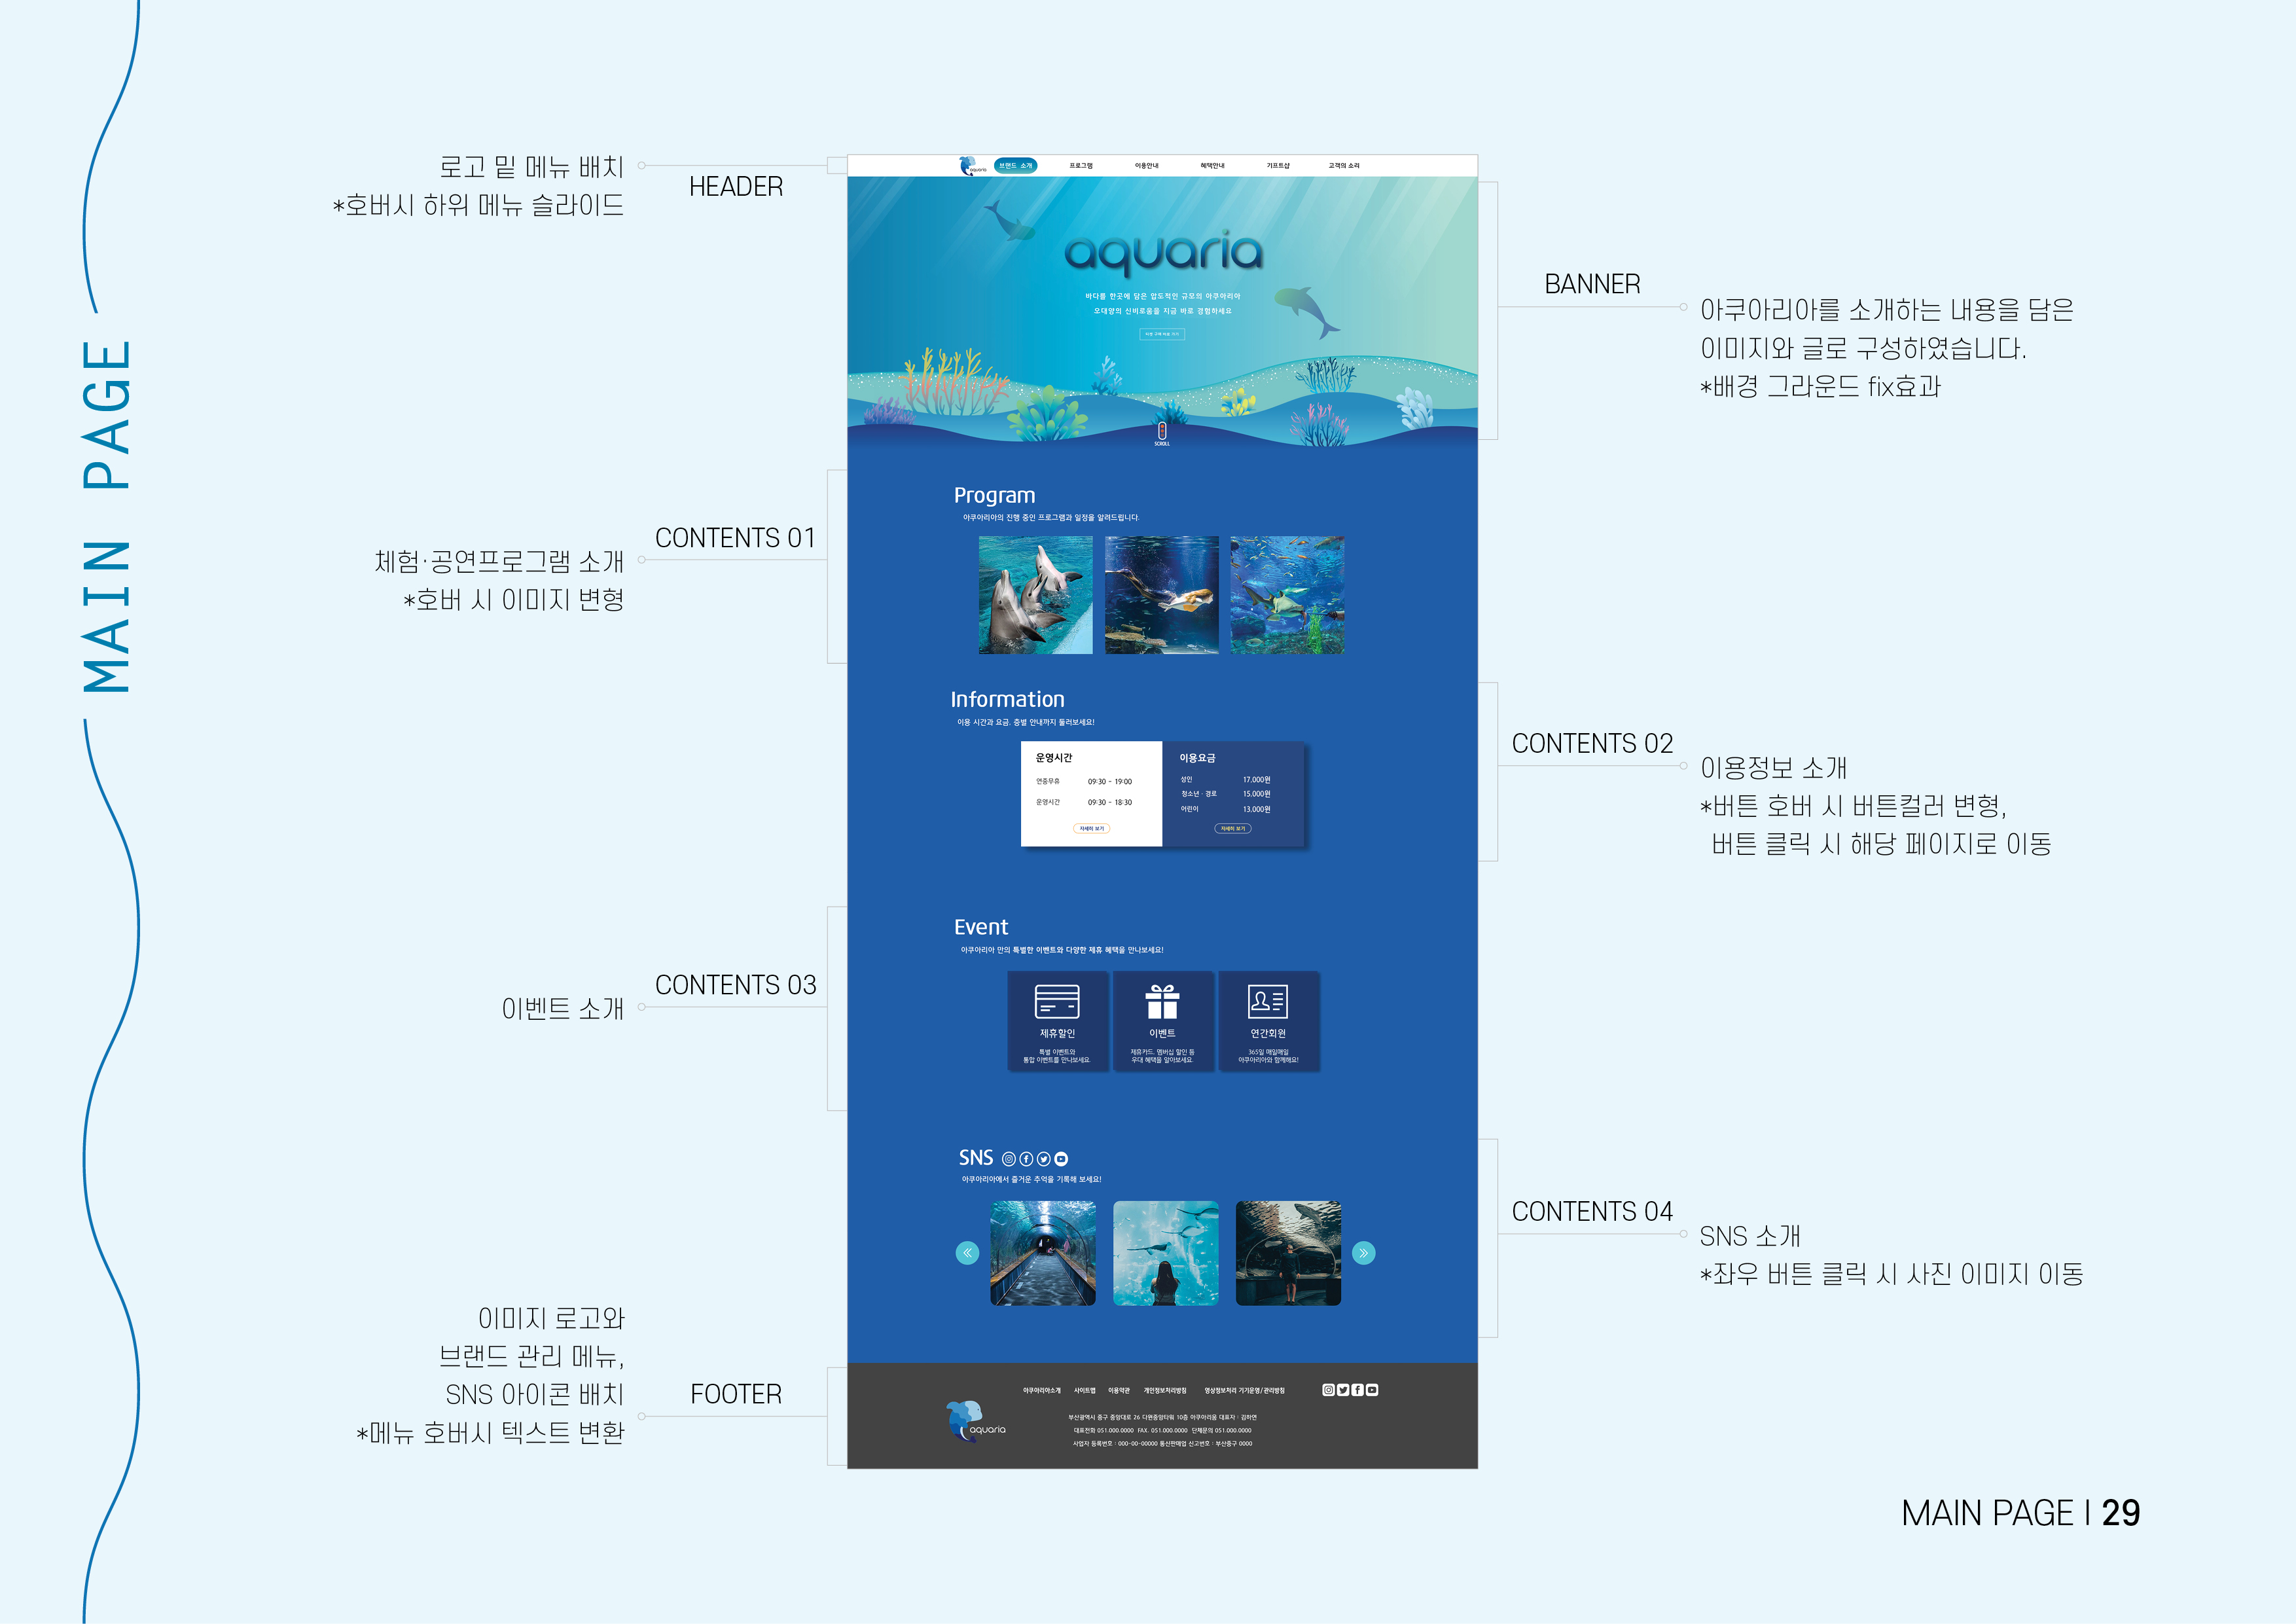 MAIN PAGE
로고 밑 메뉴 배치
*호버시 하위 메뉴 슬라이드
HEADER
aquaria
브랜드 소개
프로그램
이용안내
혜택안내
기프트샵
고객의 소리
aquaria
바다를 한곳에 담은 압도적인 규모의 아쿠아리아
오대양의 신비로움을 지금 바로 경험하세요
SCROLL
BANNER
아쿠아리아를 소개하는 내용을 담은
이미지와 글로 구성하였습니다.
*배경 그라운드 fix효과
CONTENTS 01
체험·공연프로그램 소개
*호버 시 이미지 변형
Program
아쿠아리아의 진행 중인 프로그램과 일정을 알려드립니다.
Information
이용 시간과 요금, 층별 안내까지 둘러보세요!
운영시간
연중무휴 09:30 - 19:00
운영시간 09:30 - 18:30
자세히 보기
이용요금
성인 17,000원
청소년 · 경로 15,000원
어린이 13,000원
자세히 보기
CONTENTS 02
이용정보 소개
*버튼 호버 시 버튼컬러 변형,
버튼 클릭 시 해당 페이지로 이동
CONTENTS 03
이벤트 소개
Event
아쿠아리아 만의 특별한 이벤트와 다양한 제휴 혜택을 만나보세요!
제휴할인
특별 이벤트와
통합 이벤트를 만나보세요.
이벤트
제휴카드, 멤버십 할인 등
우대 혜택을 알아보세요.
연간회원
365일 매일매일
아쿠아리아와 함께해요!
SNS
아쿠아리아에서 즐거운 추억을 기록해 보세요!
CONTENTS 04
SNS 소개
*좌우 버튼 클릭 시 사진 이미지 이동
이미지 로고와
브랜드 관리 메뉴,
SNS 아이콘 배치
*메뉴 호버시 텍스트 변환
FOOTER
aquaria
아쿠아리아소개 사이트맵 이용약관 개인정보처리방침 영상정보처리 기기운영/관리방침
부산광역시 중구 중앙대로 26 다원중앙타워 10층 아쿠아리움 대표자 : 김하연
대표전화 051.000.0000 FAX. 051.000.0000 단체문의 051.000.0000
사업자 등록번호 : 000-00-00000 통신판매업 신고번호 : 부산중구 0000
MAIN PAGE | 29